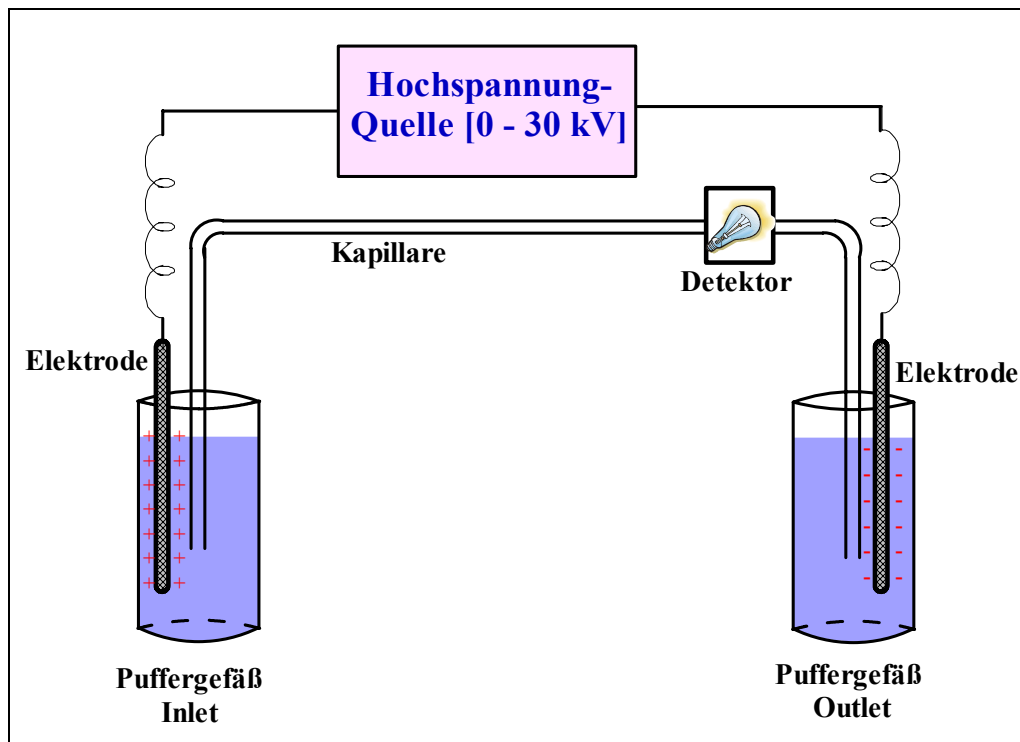 Hochspannung-
Quelle [0 - 30 kV]
Kapillare
Detektor
Elektrode
Elektrode
Puffergefäß
Inlet
Puffergefäß
Outlet